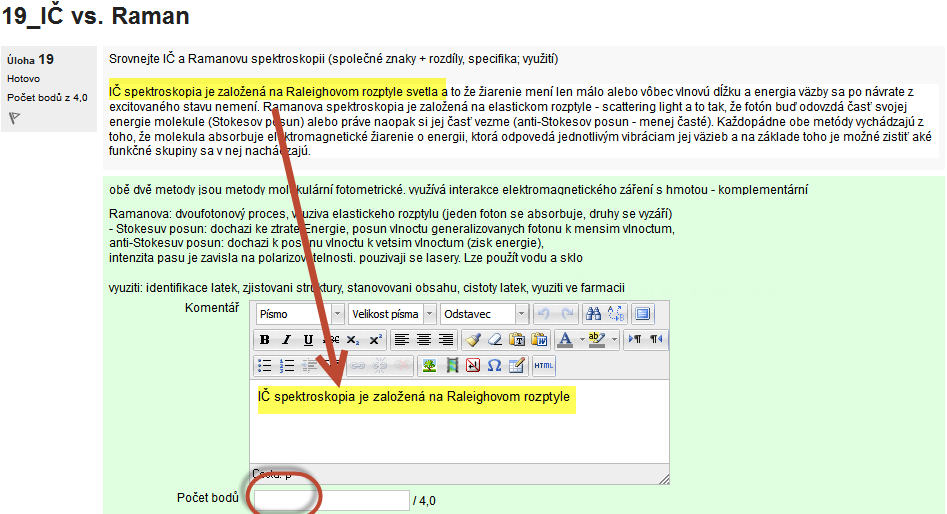 19_IČ vs. Raman
Úloha 19
Hotovo
Počet bodů z 4,0
Srovnejte IČ a Ramanovu spektroskopii (společné znaky + rozdíly, specifika; využití)
IČ spektroskopia je založená na Raleighovom rozptyle svetla a to že žiarenie mení len málo alebo vôbec vlnovú dĺžku a energia väzby sa po návrate z
excitovaného stavu nemení. Ramanova spektroskopia je založená na elastickom rozptyle - scattering light a to tak, že fotón buď odovzdá časť svojej
energie molekule (Stokesov posun) alebo práve naopak si jej časť vezme (anti-Stokesov posun - menej časté). Každopádne obe metódy vychádzajú z
toho, že molekula absorbuje elektromagnetické žiarenie o energii, ktorá odpovedá jednotlivým vibráciam jej väzieb a na základe toho je možné zistiť aké
funkčné skupiny sa v nej nachádzajú.
obě dvě metody jsou metody molekulární fotometrické. využívá interakce elektromagnetického záření s hmotou - komplementární
Ramanova: dvoufotonový proces, vyuziva elastickeho rozptylu (jeden foton se absorbuje, druhy se vyzáří)
- Stokesuv posun: dochazi ke ztrate Energie, posun vlnoctu generalizovanych fotonu k mensim vlnoctum,
anti-Stokesuv posun: dochazi k posunu vlnoctu k vetsim vlnoctum (zisk energie),
intenzita pasu je zavisla na polarizovatelnosti. pouzivaji se lasery. Lze použít vodu a sklo
vyuziti: identifikace latek, zjistovani struktury, stanovovani obsahu, cistoty latek, vyuziti ve farmacii
Komentář
Písmo Velikost písma Odstavec
B I U ABC x₂ x² A ab
HTML
IČ spektroskopia je založená na Raleighovom rozptyle
Cesta: p
Počet bodů / 4,0